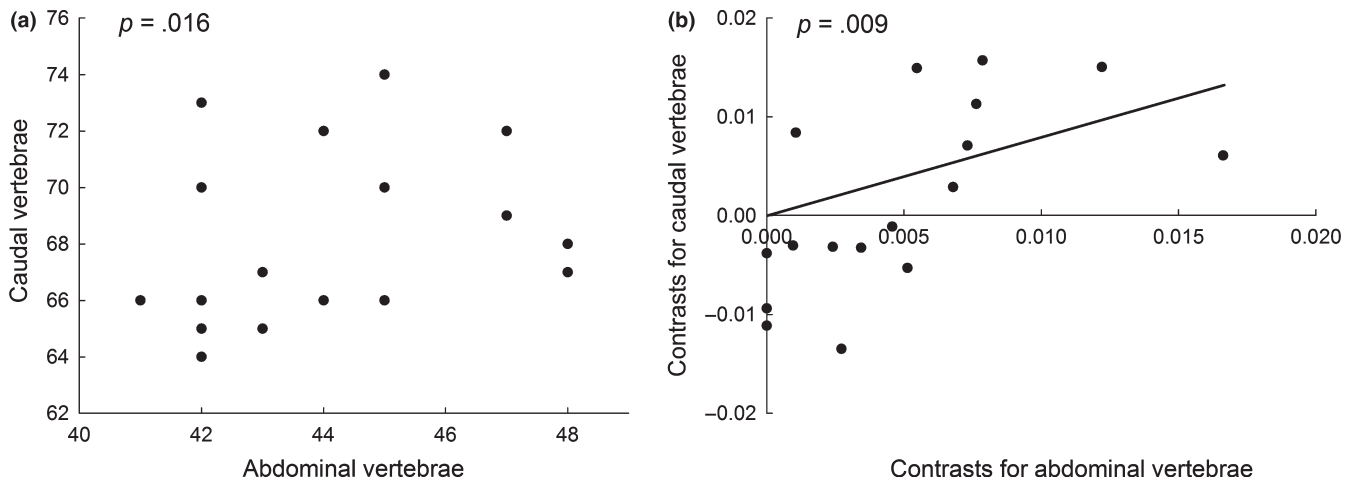 (a)
p = .016
76
74
72
70
68
66
64
62
40 42 44 46 48
Caudal vertebrae
Abdominal vertebrae
(b)
p = .009
0.02
0.01
0.00
–0.01
–0.02
0.000 0.005 0.010 0.015 0.020
Contrasts for caudal vertebrae
Contrasts for abdominal vertebrae